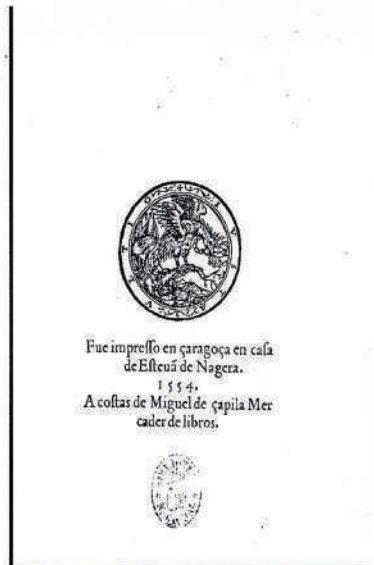 Fue impresso en çaragoça en casa
de Esteuã de Nagera.
1554.
A costas de Miguel de çapila Mer
cader de libros.